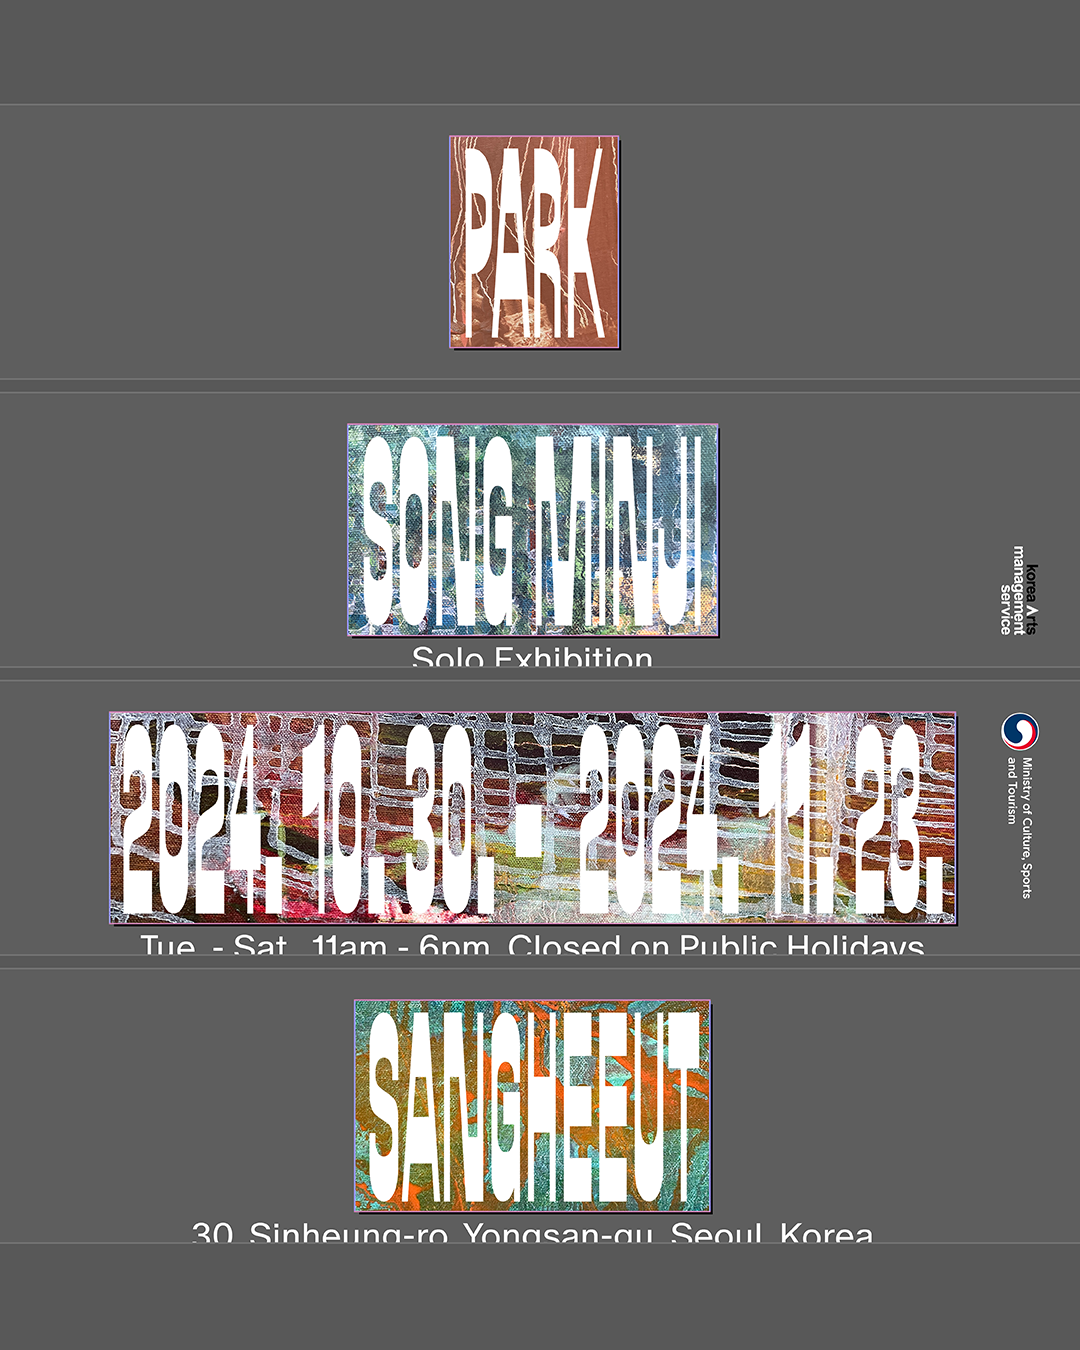 PARK
SONG MINJI
Solo Exhibition
korea Arts
management
service
2024. 10. 30. - 2024. 11. 23.
Tue. - Sat. 11am - 6pm, Closed on Public Holidays
Ministry of Culture, Sports
and Tourism
SANGHEEUT
30, Sinheung-ro, Yongsan-gu, Seoul, Korea